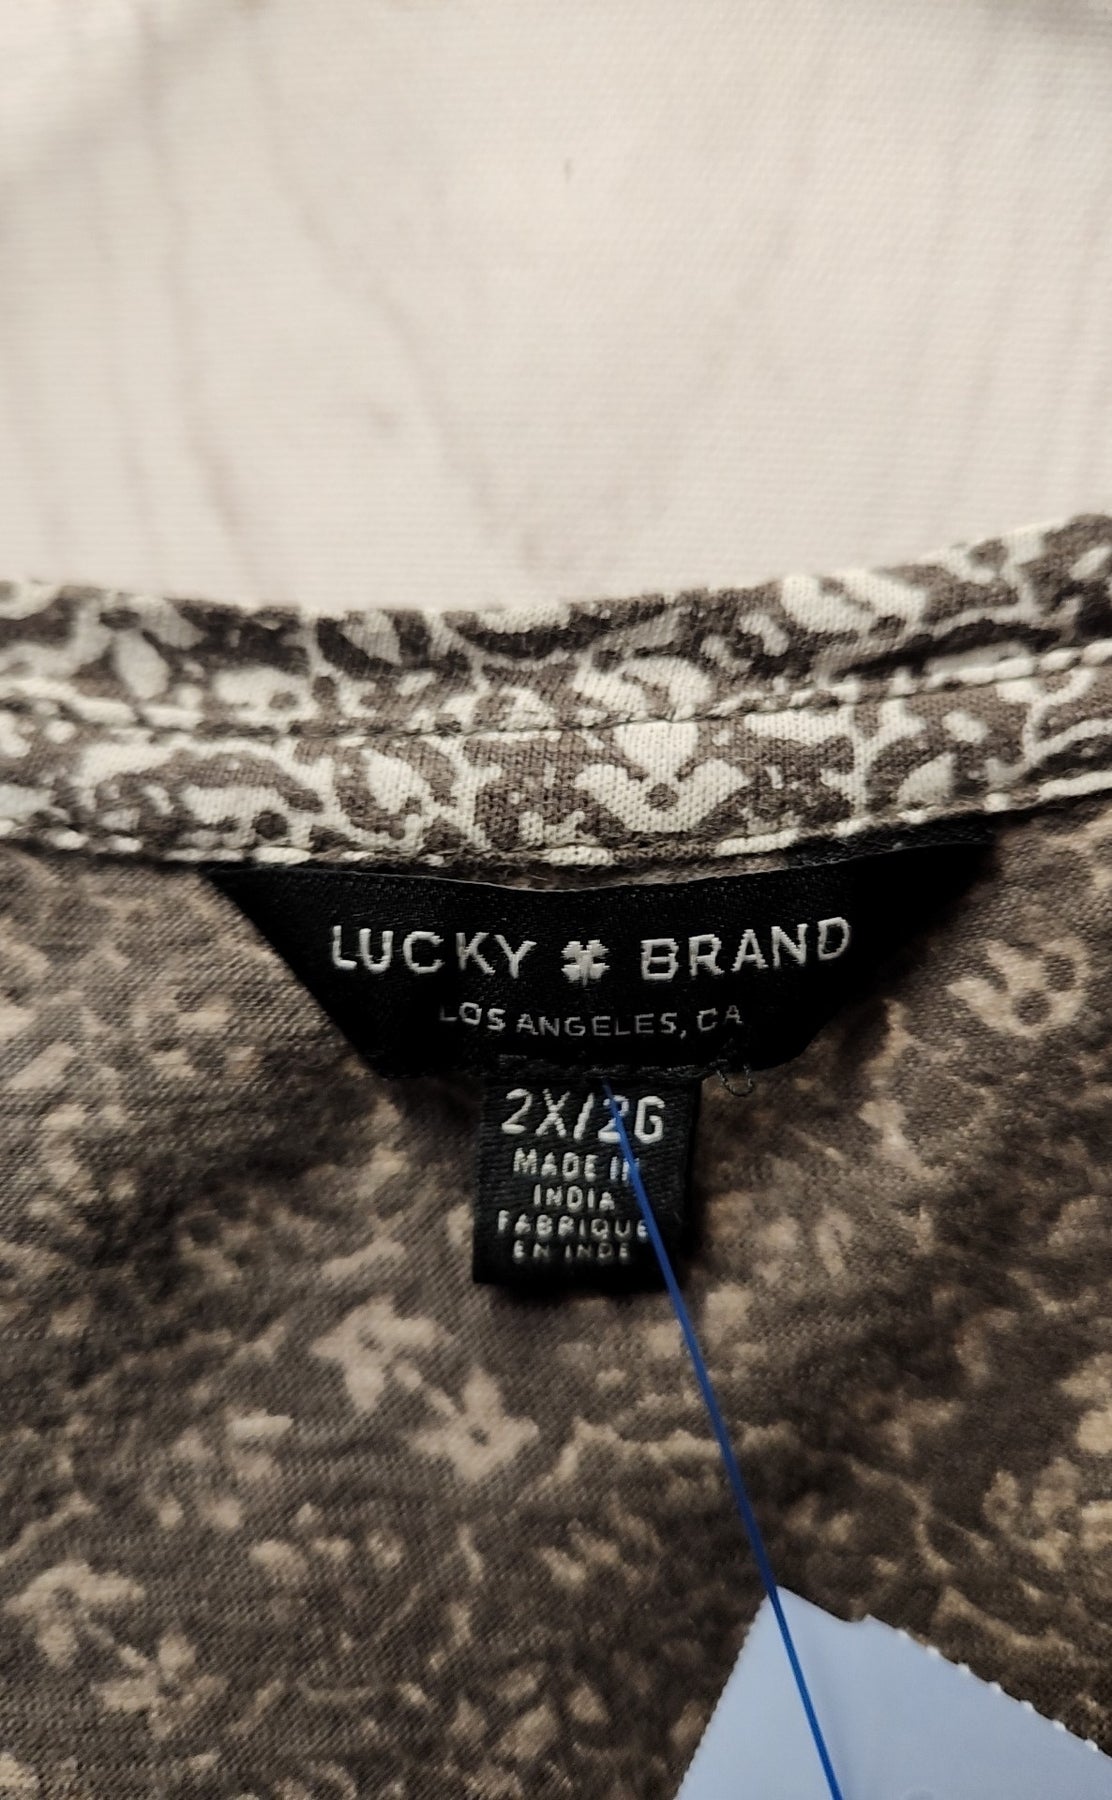 LUCKY BRAND
LOS ANGELES, CA
2X/2G
MADE IN
INDIA
FABRIQUE
EN INDE